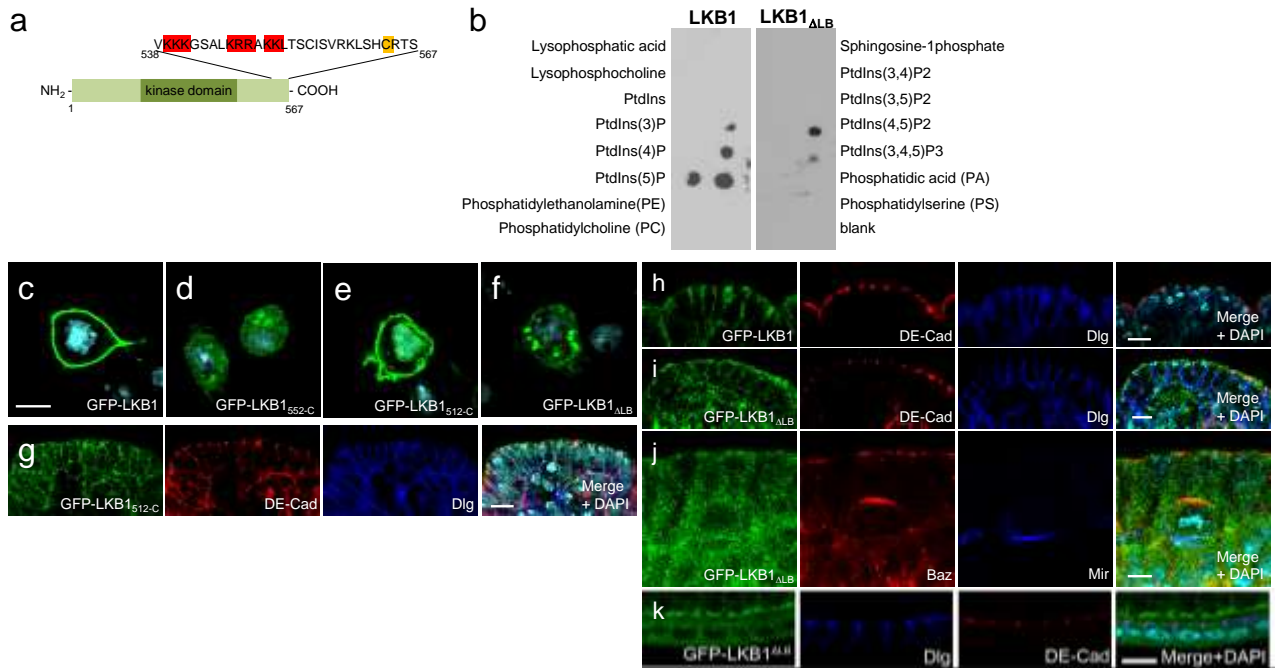 a
VKKKGSALKRRAKKLTSCISVRKLSHCRTS
538
567
NH2
kinase domain
COOH
1
567
b
LKB1
LKB1ΔLB
Lysophosphatic acid
Lysophosphocholine
PtdIns
PtdIns(3)P
PtdIns(4)P
PtdIns(5)P
Phosphatidylethanolamine(PE)
Phosphatidylcholine (PC)
Sphingosine-1phosphate
PtdIns(3,4)P2
PtdIns(3,5)P2
PtdIns(4,5)P2
PtdIns(3,4,5)P3
Phosphatidic acid (PA)
Phosphatidylserine (PS)
blank
c
GFP-LKB1
d
GFP-LKB1552-C
e
GFP-LKB1512-C
f
GFP-LKB1ΔLB
g
GFP-LKB1512-C
DE-Cad
Dlg
Merge
+ DAPI
h
GFP-LKB1
DE-Cad
Dlg
Merge
+ DAPI
i
GFP-LKB1ΔLB
DE-Cad
Dlg
Merge
+ DAPI
j
GFP-LKB1ΔLB
Baz
Mir
Merge
+ DAPI
k
GFP-LKB1ΔLB
Dlg
DE-Cad
Merge+DAPI